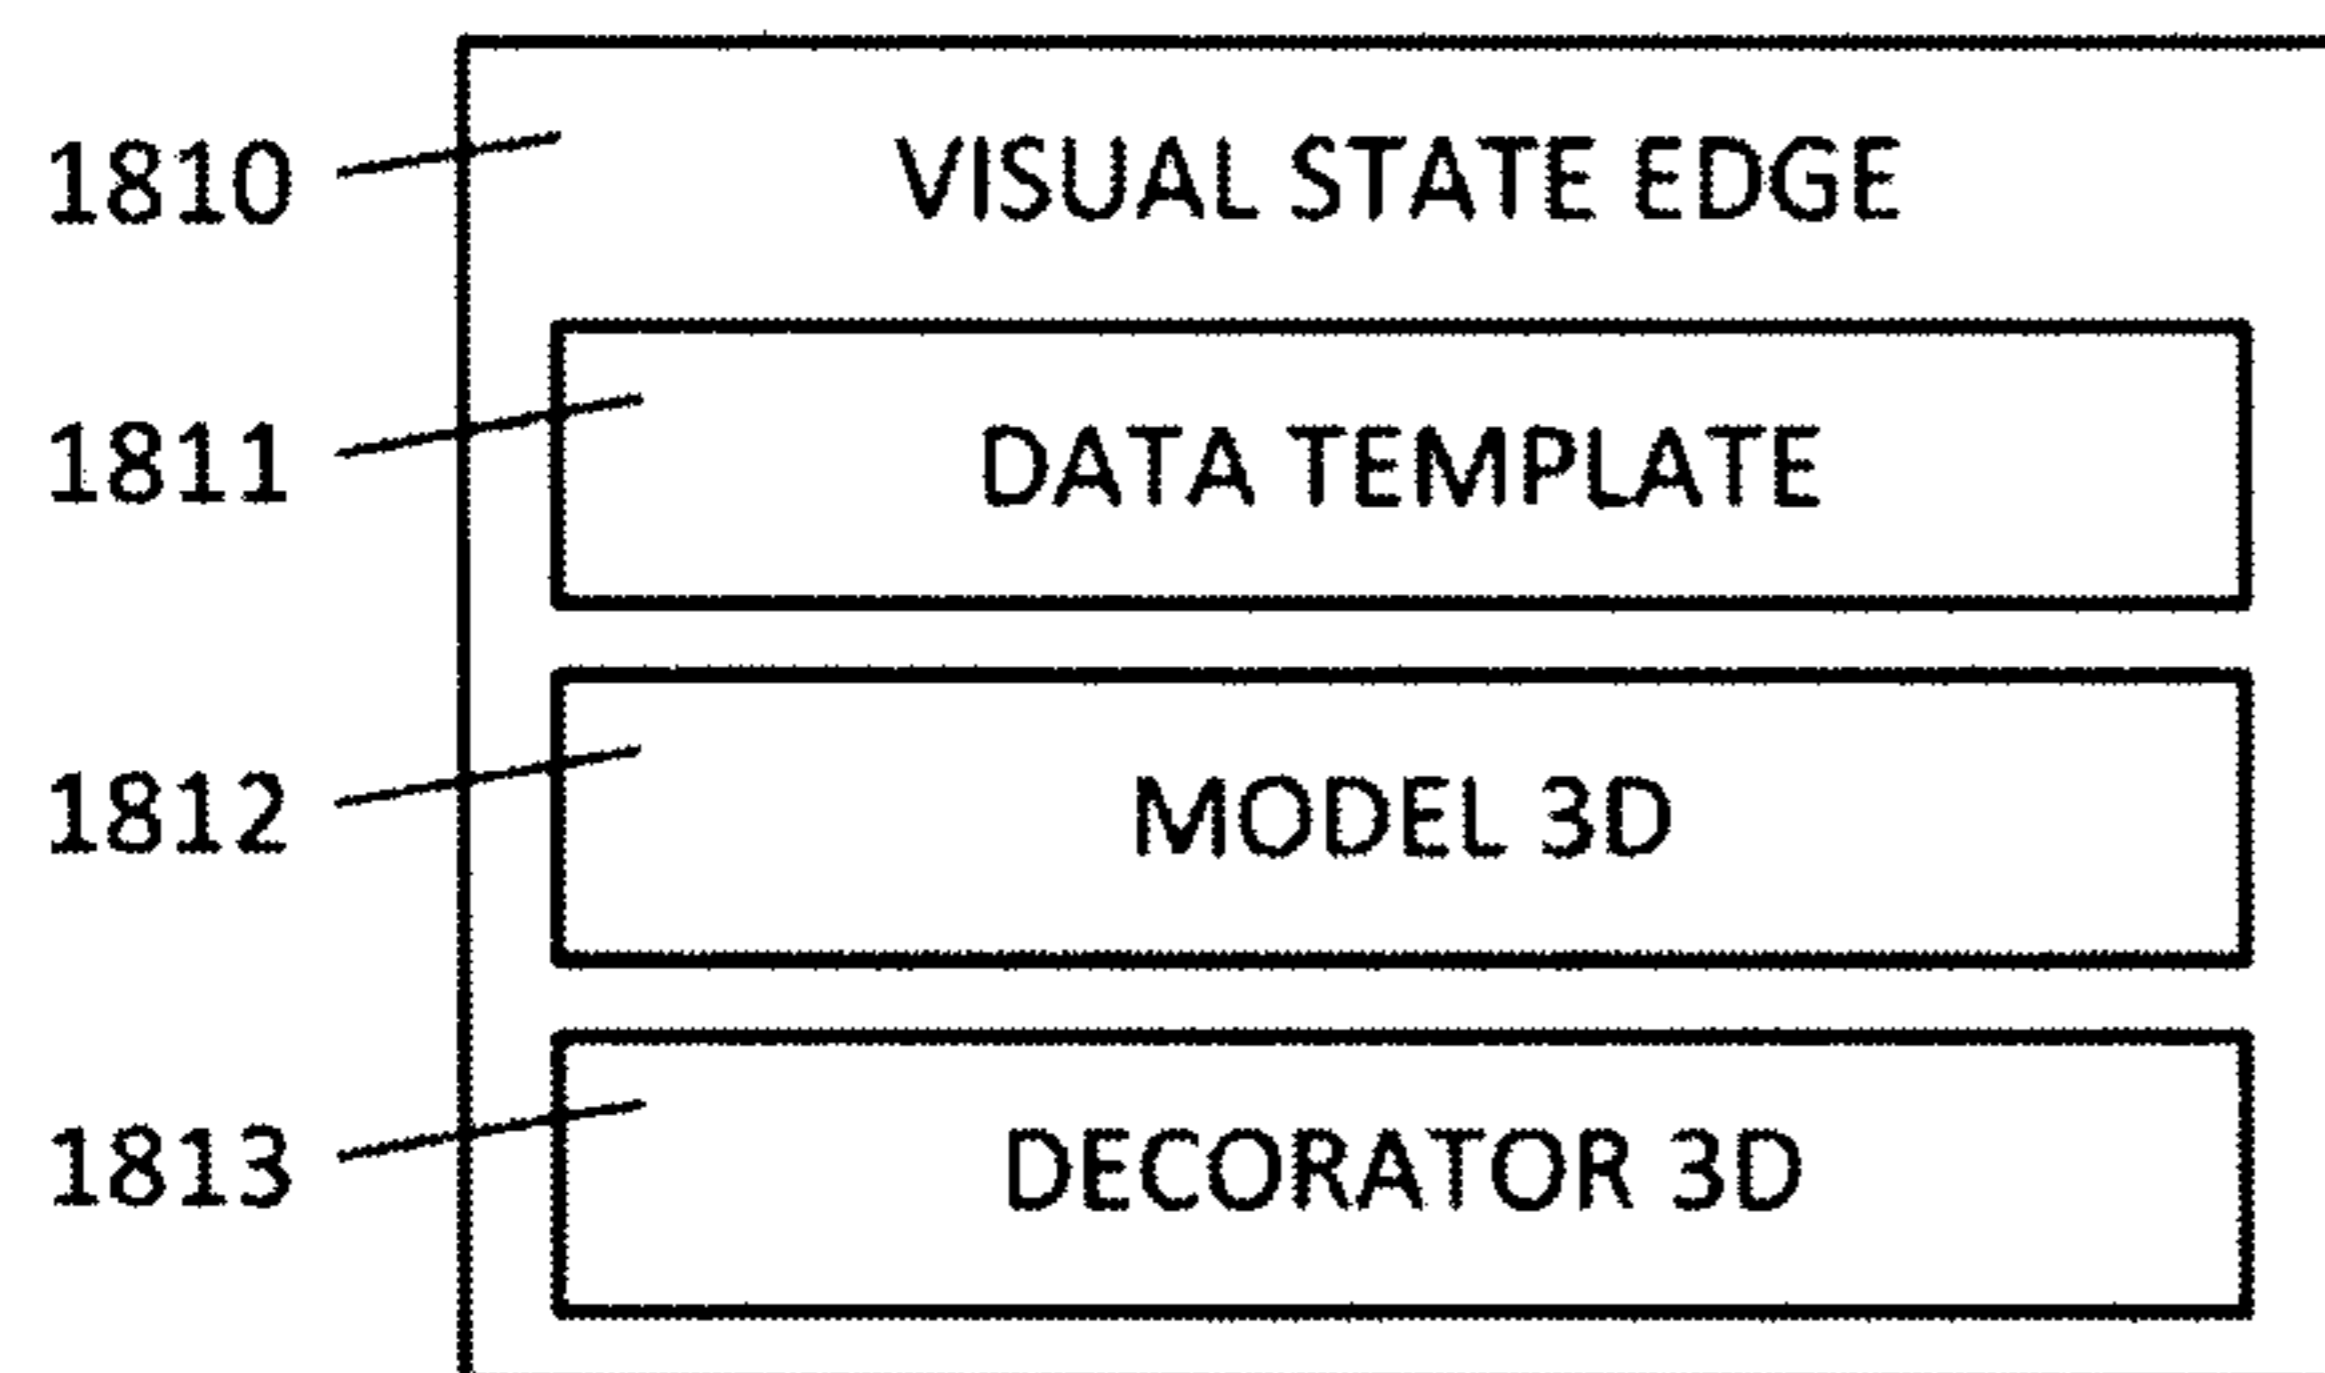 1810 VISUAL STATE EDGE
1811 DATA TEMPLATE
1812 MODEL 3D
1813 DECORATOR 3D